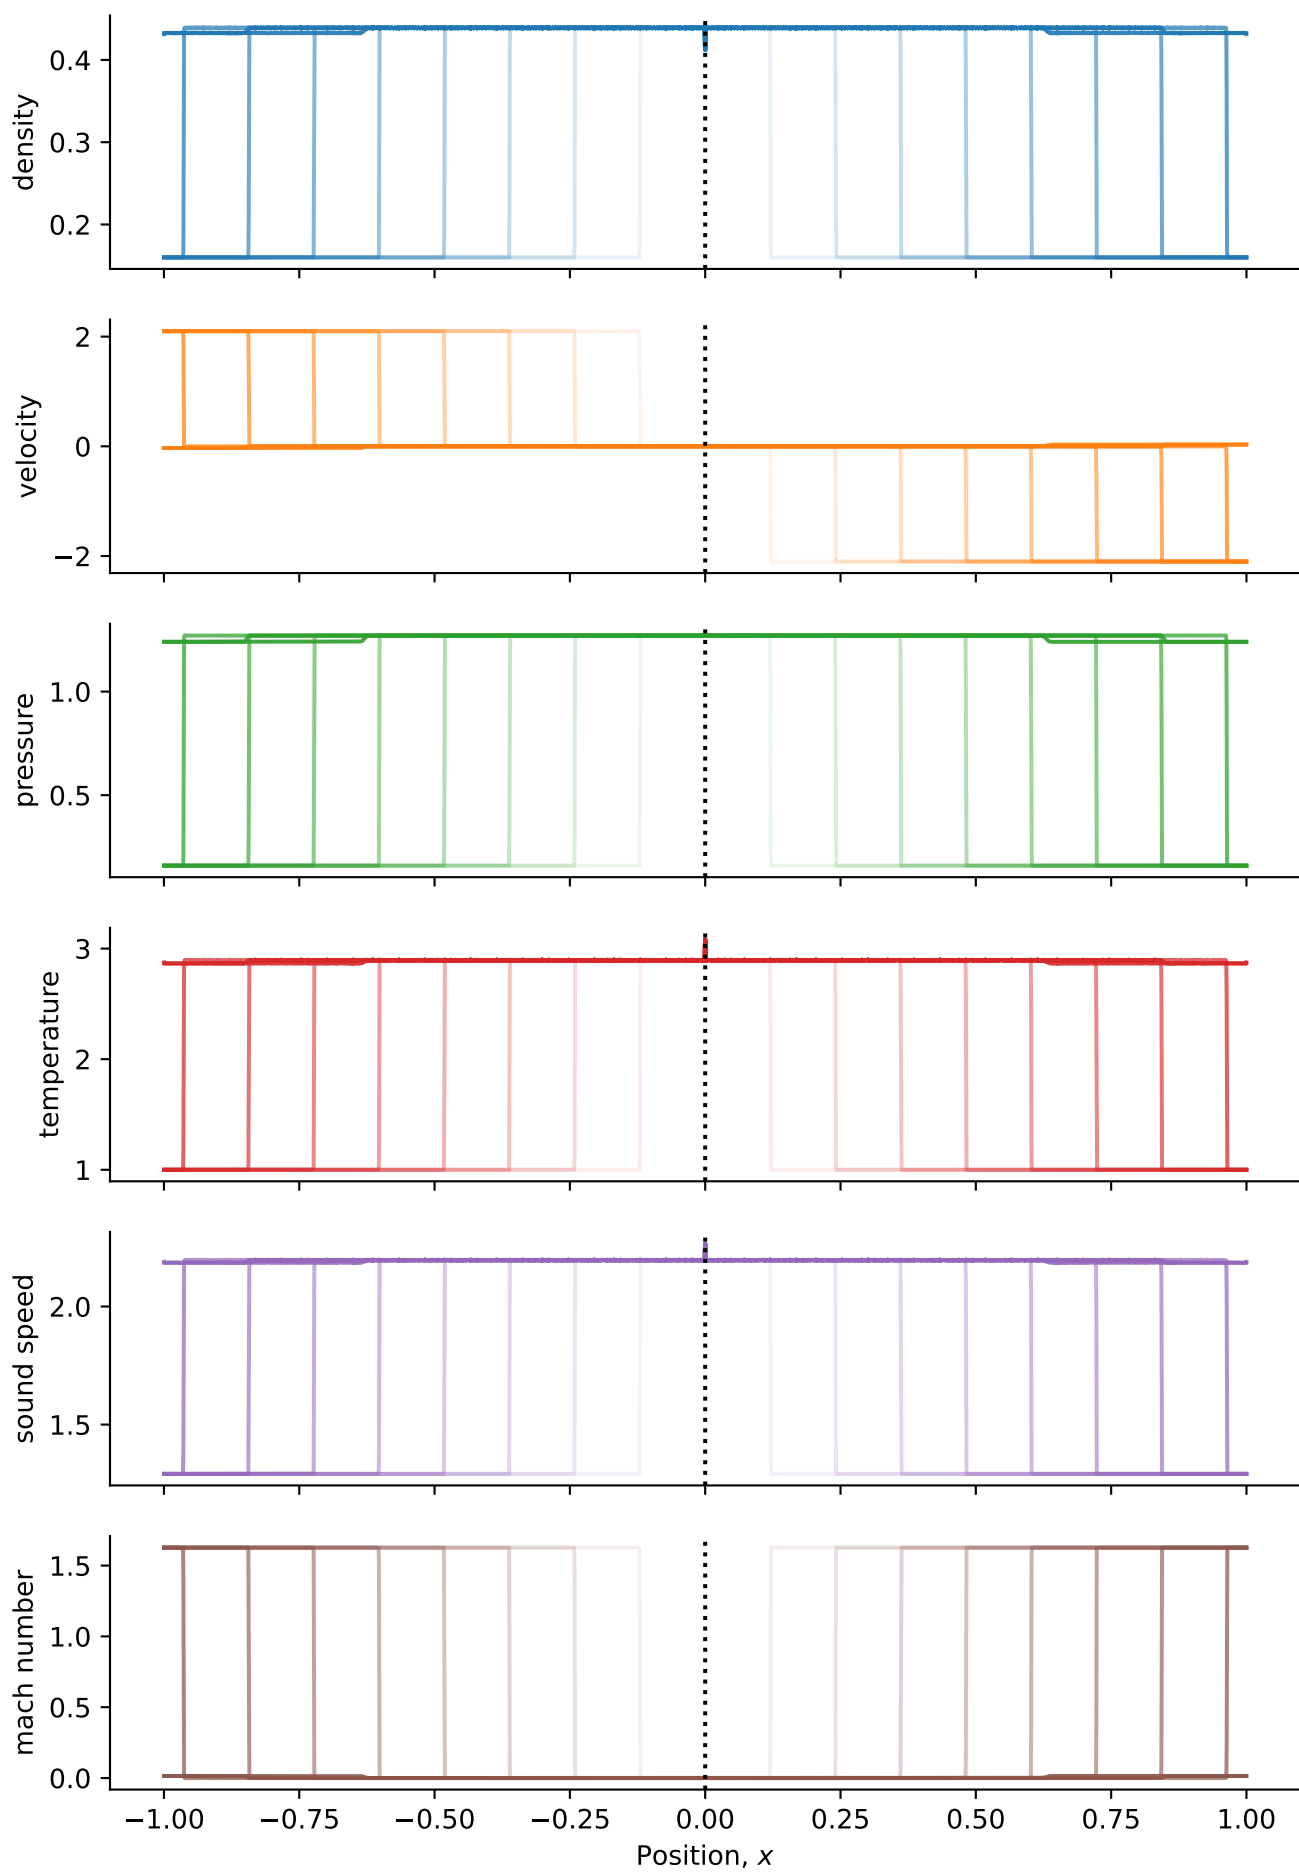 density
0.4
0.3
0.2
velocity
2
0
−2
pressure
1.0
0.5
temperature
3
2
1
sound speed
2.0
1.5
mach number
1.5
1.0
0.5
0.0
−1.00 −0.75 −0.50 −0.25 0.00 0.25 0.50 0.75 1.00
Position, x